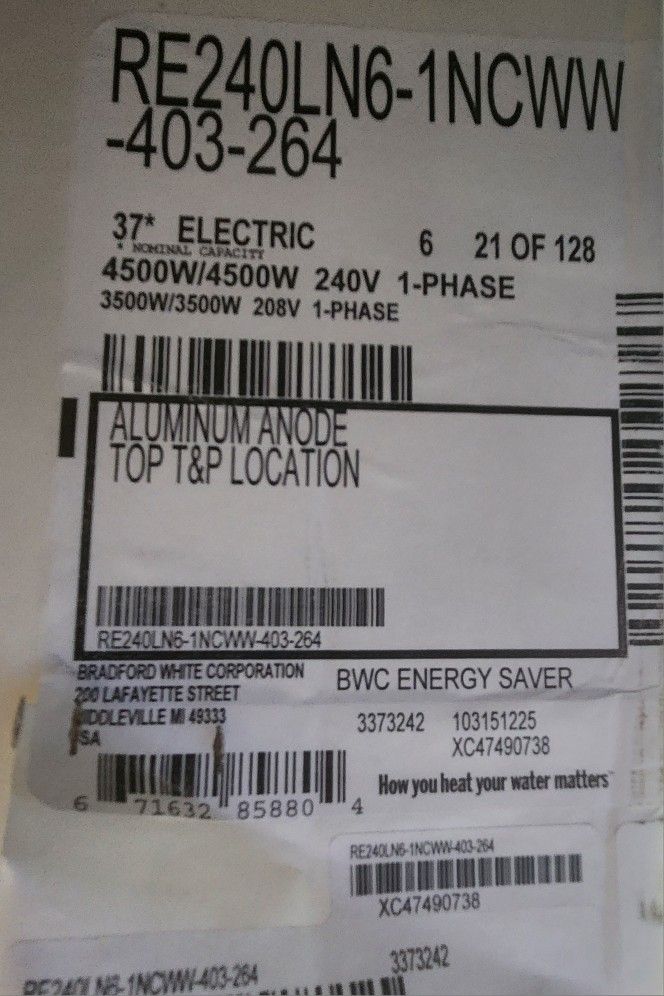 RE240LN6-1NCWW
-403-264
37* ELECTRIC 6 21 OF 128
* NOMINAL CAPACITY
4500W/4500W 240V 1-PHASE
3500W/3500W 208V 1-PHASE
ALUMINUM ANODE
TOP T&P LOCATION
RE240LN6-1NCWW-403-264
BRADFORD WHITE CORPORATION
200 LAFAYETTE STREET
IDDLEVILLE MI 49333
SA
BWC ENERGY SAVER
3373242 103151225
XC47490738
How you heat your water matters™
6 71632 85880 4
RE240LN6-1NCWW-403-264
XC47490738
3373242
RE240LN6-1NCWW-403-264